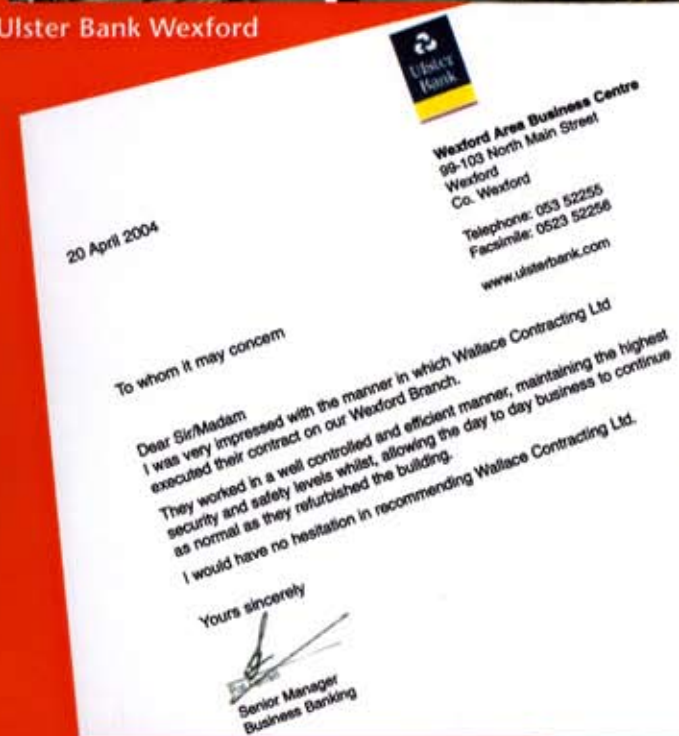 Ulster Bank Wexford
Ulster
Bank
Wexford Area Business Centre
99-103 North Main Street
Wexford
Co. Wexford
Telephone: 053 52255
Facsimile: 0523 52256
www.ulsterbank.com
20 April 2004
To whom it may concern
Dear Sir/Madam
I was very impressed with the manner in which Wallace Contracting Ltd
executed their contract on our Wexford Branch.
They worked in a well controlled and efficient manner, maintaining the highest
security and safety levels whilst, allowing the day to day business to continue
as normal as they refurbished the building.
I would have no hesitation in recommending Wallace Contracting Ltd.
Yours sincerely
Senior Manager
Business Banking